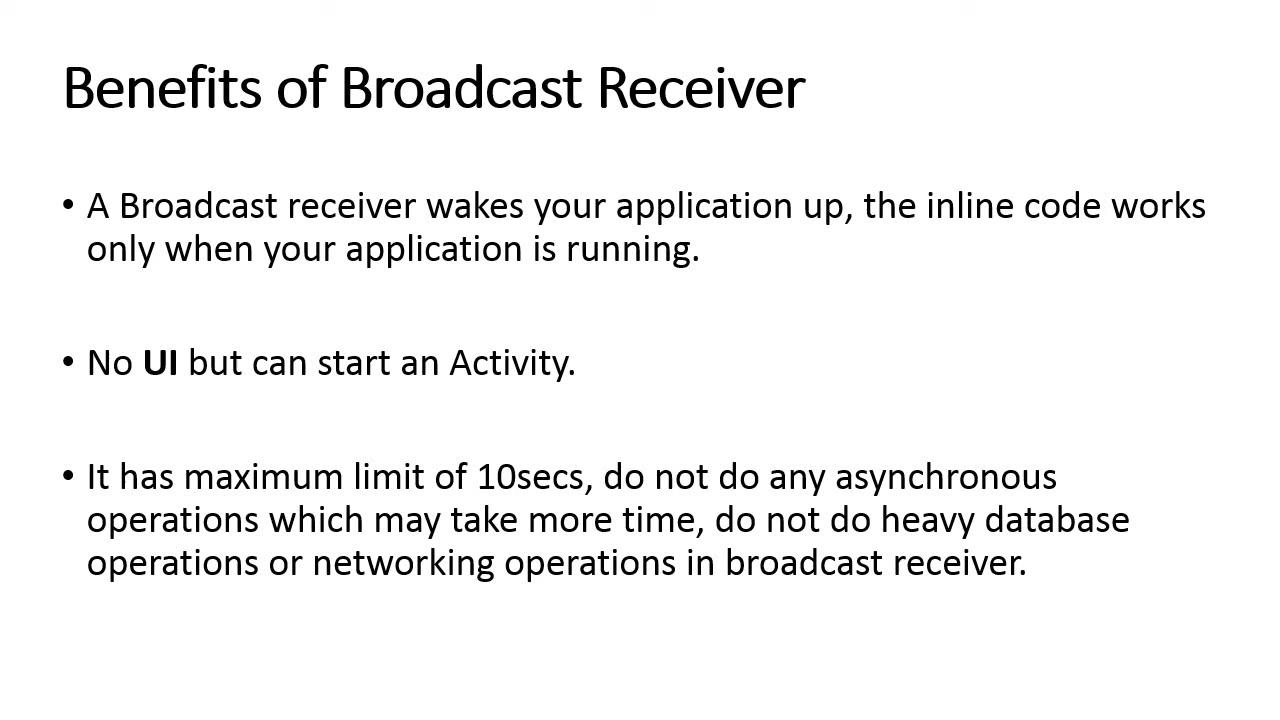 Benefits of Broadcast Receiver
• A Broadcast receiver wakes your application up, the inline code works
only when your application is running.
• No UI but can start an Activity.
• It has maximum limit of 10secs, do not do any asynchronous
operations which may take more time, do not do heavy database
operations or networking operations in broadcast receiver.